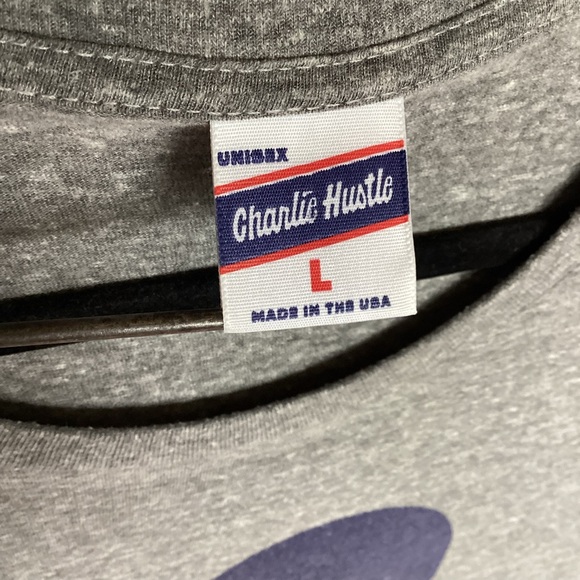 UNISEX
Charlie Hustle
L
MADE IN THE USA